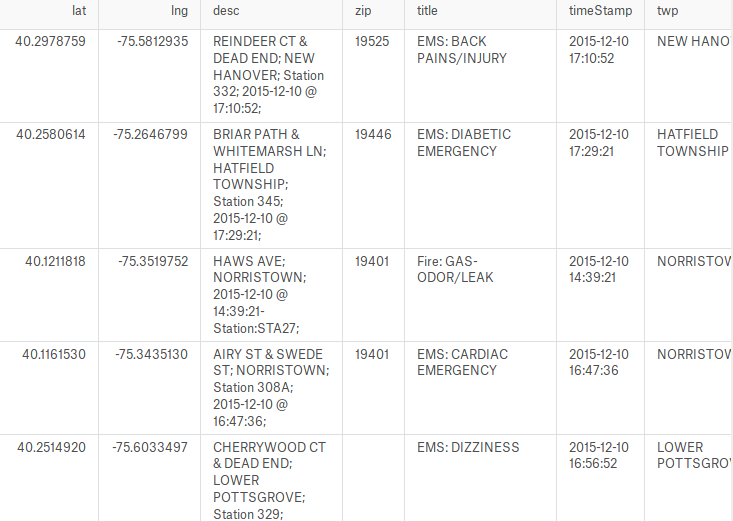 lat
lng
desc
zip
title
timeStamp
twp
40.2978759
-75.5812935
REINDEER CT &
DEAD END; NEW
HANOVER; Station
332; 2015-12-10 @
17:10:52;
19525
EMS: BACK
PAINS/INJURY
2015-12-10
17:10:52
NEW HANO
40.2580614
-75.2646799
BRIAR PATH &
WHITEMARSH LN;
HATFIELD
TOWNSHIP;
Station 345;
2015-12-10 @
17:29:21;
19446
EMS: DIABETIC
EMERGENCY
2015-12-10
17:29:21
HATFIELD
TOWNSHIP
40.1211818
-75.3519752
HAWS AVE;
NORRISTOWN;
2015-12-10 @
14:39:21-
Station:STA27;
19401
Fire: GAS-
ODOR/LEAK
2015-12-10
14:39:21
NORRISTOW
40.1161530
-75.3435130
AIRY ST & SWEDE
ST; NORRISTOWN;
Station 308A;
2015-12-10 @
16:47:36;
19401
EMS: CARDIAC
EMERGENCY
2015-12-10
16:47:36
NORRISTOW
40.2514920
-75.6033497
CHERRYWOOD CT
& DEAD END;
LOWER
POTTSGROVE;
Station 329;
EMS: DIZZINESS
2015-12-10
16:56:52
LOWER
POTTSGRO